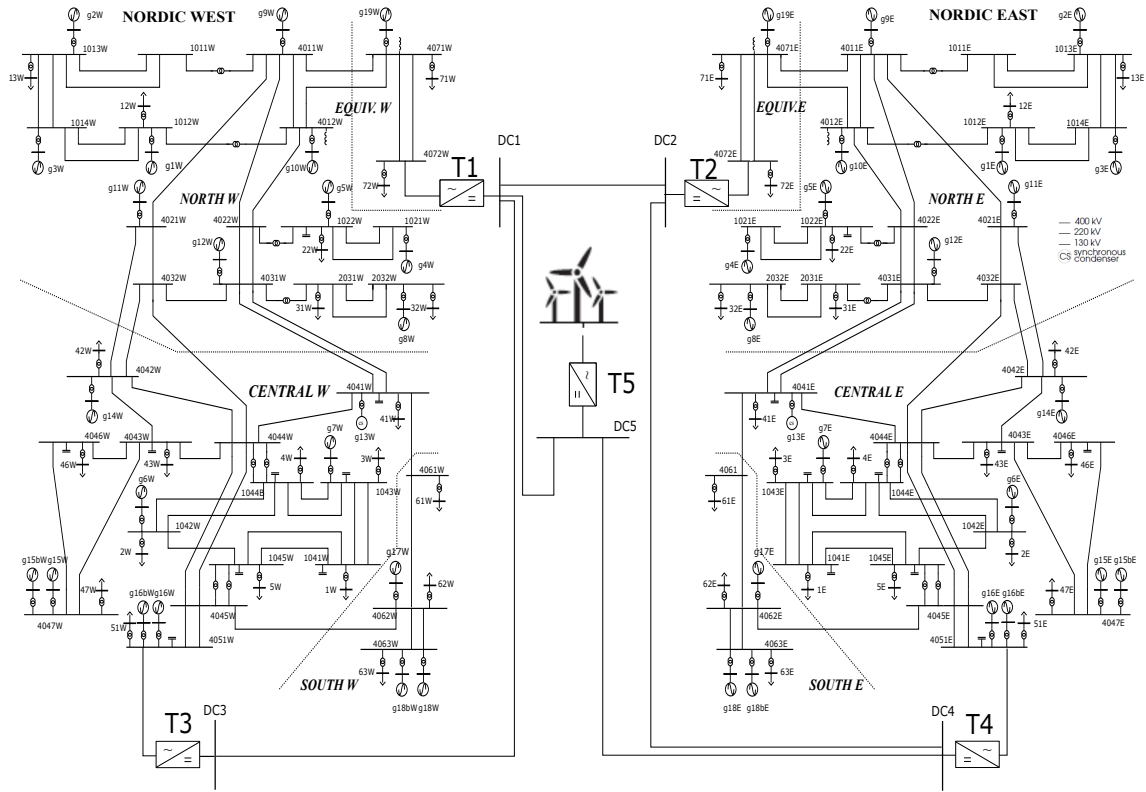 NORDIC WEST
NORDIC EAST
g2W
g9W
g19W
g19E
g9E
g2E
1013W
1011W
4011W
4071W
4071E
4011E
1011E
1013E
13W
71W
71E
13E
12W
EQUIV. W
EQUIV.E
12E
1014W
1012W
4012W
4012E
1012E
1014E
g3W
g1W
g10W
4072W
DC1
DC2
4072E
g10E
g1E
g3E
72W
T1
T2
72E
g11W
NORTH W
g5W
g5E
NORTH E
g11E
4021W
4022W
1022W
1021W
1021E
1022E
4022E
4021E
g12W
22W
g4W
g4E
22E
g12E
400 kV
220 kV
130 kV
CS synchronous
condenser
4032W
4031W
2031W
2032W
2032E
2031E
4031E
4032E
31W
32W
32E
31E
g8W
g8E
42W
42E
4042W
CENTRAL W
4041W
T5
4041E
CENTRAL E
4042E
g14W
41W
41E
g14E
cs
g13W
cs
g13E
DC5
4046W
4043W
4044W
g7W
g7E
4044E
4043E
4046E
46W
43W
4W
3W
4061W
4061
3E
4E
43E
46E
g6W
1044B
1043W
61W
61E
1043E
1044E
g6E
1042W
1042E
2W
1045W
1041W
g17W
g17E
1041E
1045E
2E
g15bW
g15W
5W
1W
62W
62E
1E
5E
g15E
g15bE
47W
g16bW
g16W
47E
g16E
g16bE
4047W
51W
4045W
4062W
4062E
4045E
51E
4047E
4051W
4063W
4063E
4051E
63W
63E
SOUTH W
g18bW
g18W
g18E
g18bE
SOUTH E
T3
DC3
DC4
T4